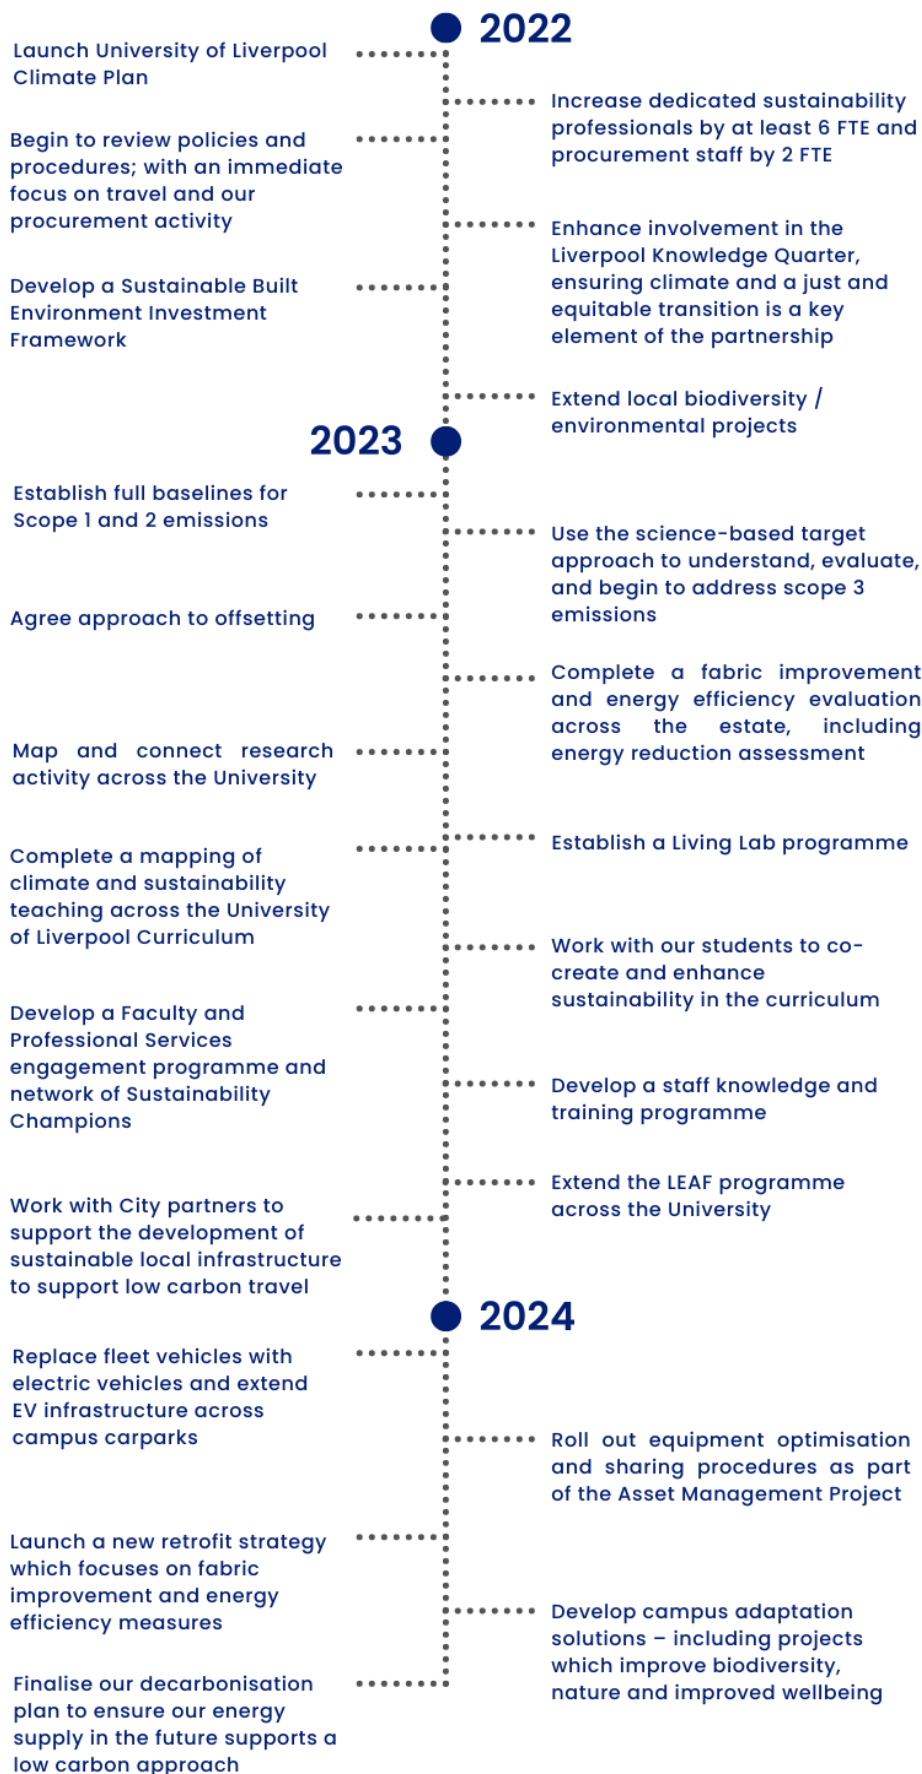 2022
Launch University of Liverpool
Climate Plan
Increase dedicated sustainability
professionals by at least 6 FTE and
procurement staff by 2 FTE
Begin to review policies and
procedures; with an immediate
focus on travel and our
procurement activity
Enhance involvement in the
Liverpool Knowledge Quarter,
ensuring climate and a just and
equitable transition is a key
element of the partnership
Develop a Sustainable Built
Environment Investment
Framework
Extend local biodiversity /
environmental projects
2023
Establish full baselines for
Scope 1 and 2 emissions
Use the science-based target
approach to understand, evaluate,
and begin to address scope 3
emissions
Agree approach to offsetting
Complete a fabric improvement
and energy efficiency evaluation
across the estate, including
energy reduction assessment
Map and connect research
activity across the University
Establish a Living Lab programme
Complete a mapping of
climate and sustainability
teaching across the University
of Liverpool Curriculum
Work with our students to co-
create and enhance
sustainability in the curriculum
Develop a Faculty and
Professional Services
engagement programme and
network of Sustainability
Champions
Develop a staff knowledge and
training programme
Extend the LEAF programme
across the University
Work with City partners to
support the development of
sustainable local infrastructure
to support low carbon travel
2024
Replace fleet vehicles with
electric vehicles and extend
EV infrastructure across
campus carparks
Roll out equipment optimisation
and sharing procedures as part
of the Asset Management Project
Launch a new retrofit strategy
which focuses on fabric
improvement and energy
efficiency measures
Develop campus adaptation
solutions – including projects
which improve biodiversity,
nature and improved wellbeing
Finalise our decarbonisation
plan to ensure our energy
supply in the future supports a
low carbon approach